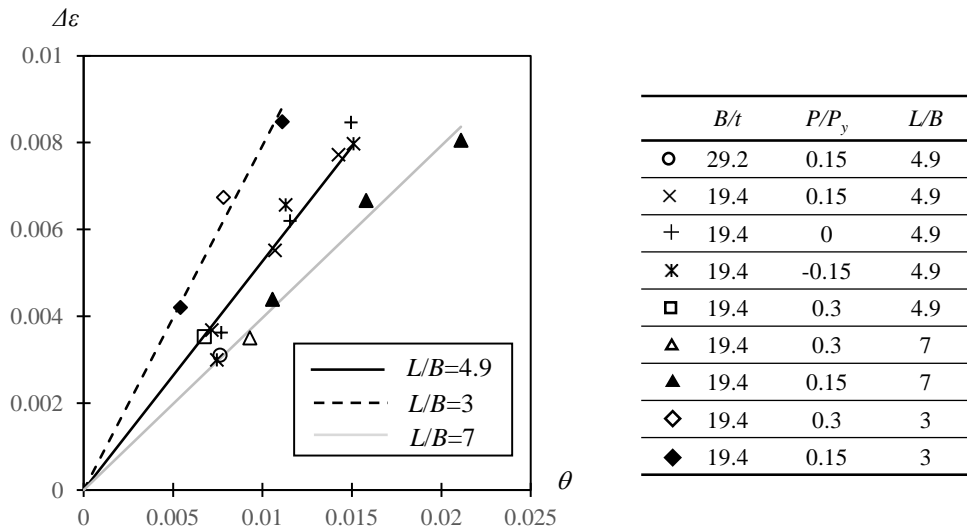 Δε
0.01
0.008
0.006
0.004
0.002
0
0 0.005 0.01 0.015 0.02 0.025
θ
L/B=4.9
L/B=3
L/B=7
B/t P/Py L/B
29.2 0.15 4.9
19.4 0.15 4.9
19.4 0 4.9
19.4 -0.15 4.9
19.4 0.3 4.9
19.4 0.3 7
19.4 0.15 7
19.4 0.3 3
19.4 0.15 3